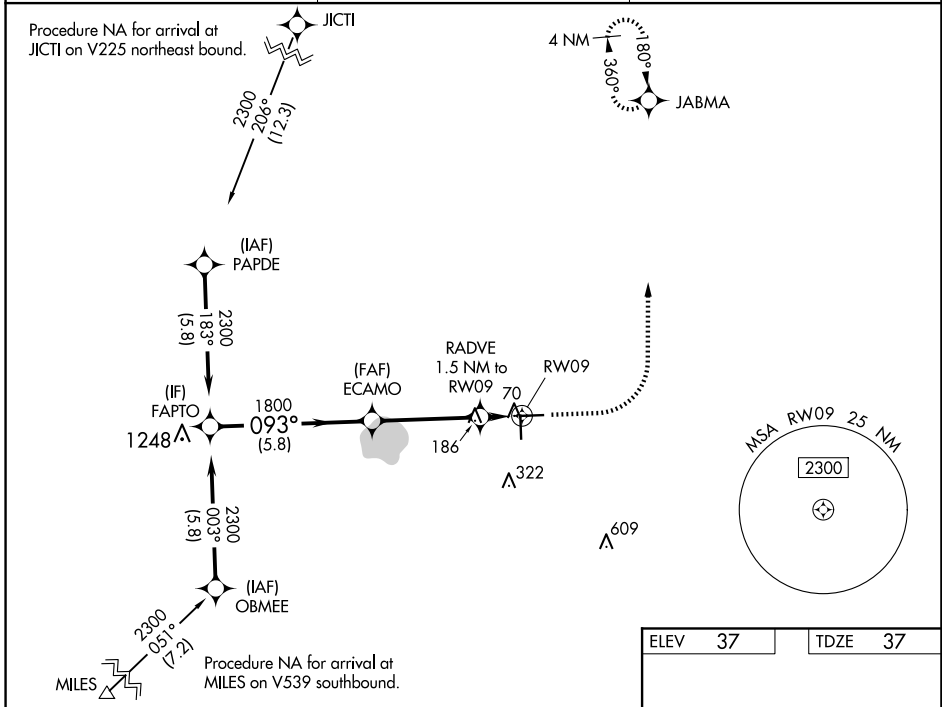 Procedure NA for arrival at
JICTI on V225 northeast bound.
JICTI
2300
206°
(12.3)
4 NM
360°
180°
JABMA
(IAF)
PAPDE
2300
183°
(5.8)
(IF)
FAPTO
1248
1800
093°
(5.8)
(FAF)
ECAMO
RADVE
1.5 NM to
RW09
70
RW09
186
322
609
2300
003°
(5.8)
(IAF)
OBMEE
2300
051°
(7.2)
MILES
Procedure NA for arrival at
MILES on V539 southbound.
MSA RW09 25 NM
2300
ELEV 37
TDZE 37